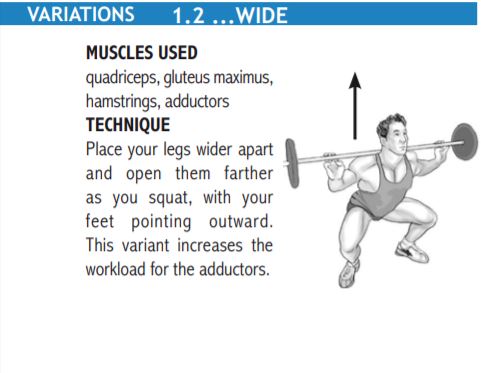 VARIATIONS 1.2 ...WIDE
MUSCLES USED
quadriceps, gluteus maximus,
hamstrings, adductors
TECHNIQUE
Place your legs wider apart
and open them farther
as you squat, with your
feet pointing outward.
This variant increases the
workload for the adductors.